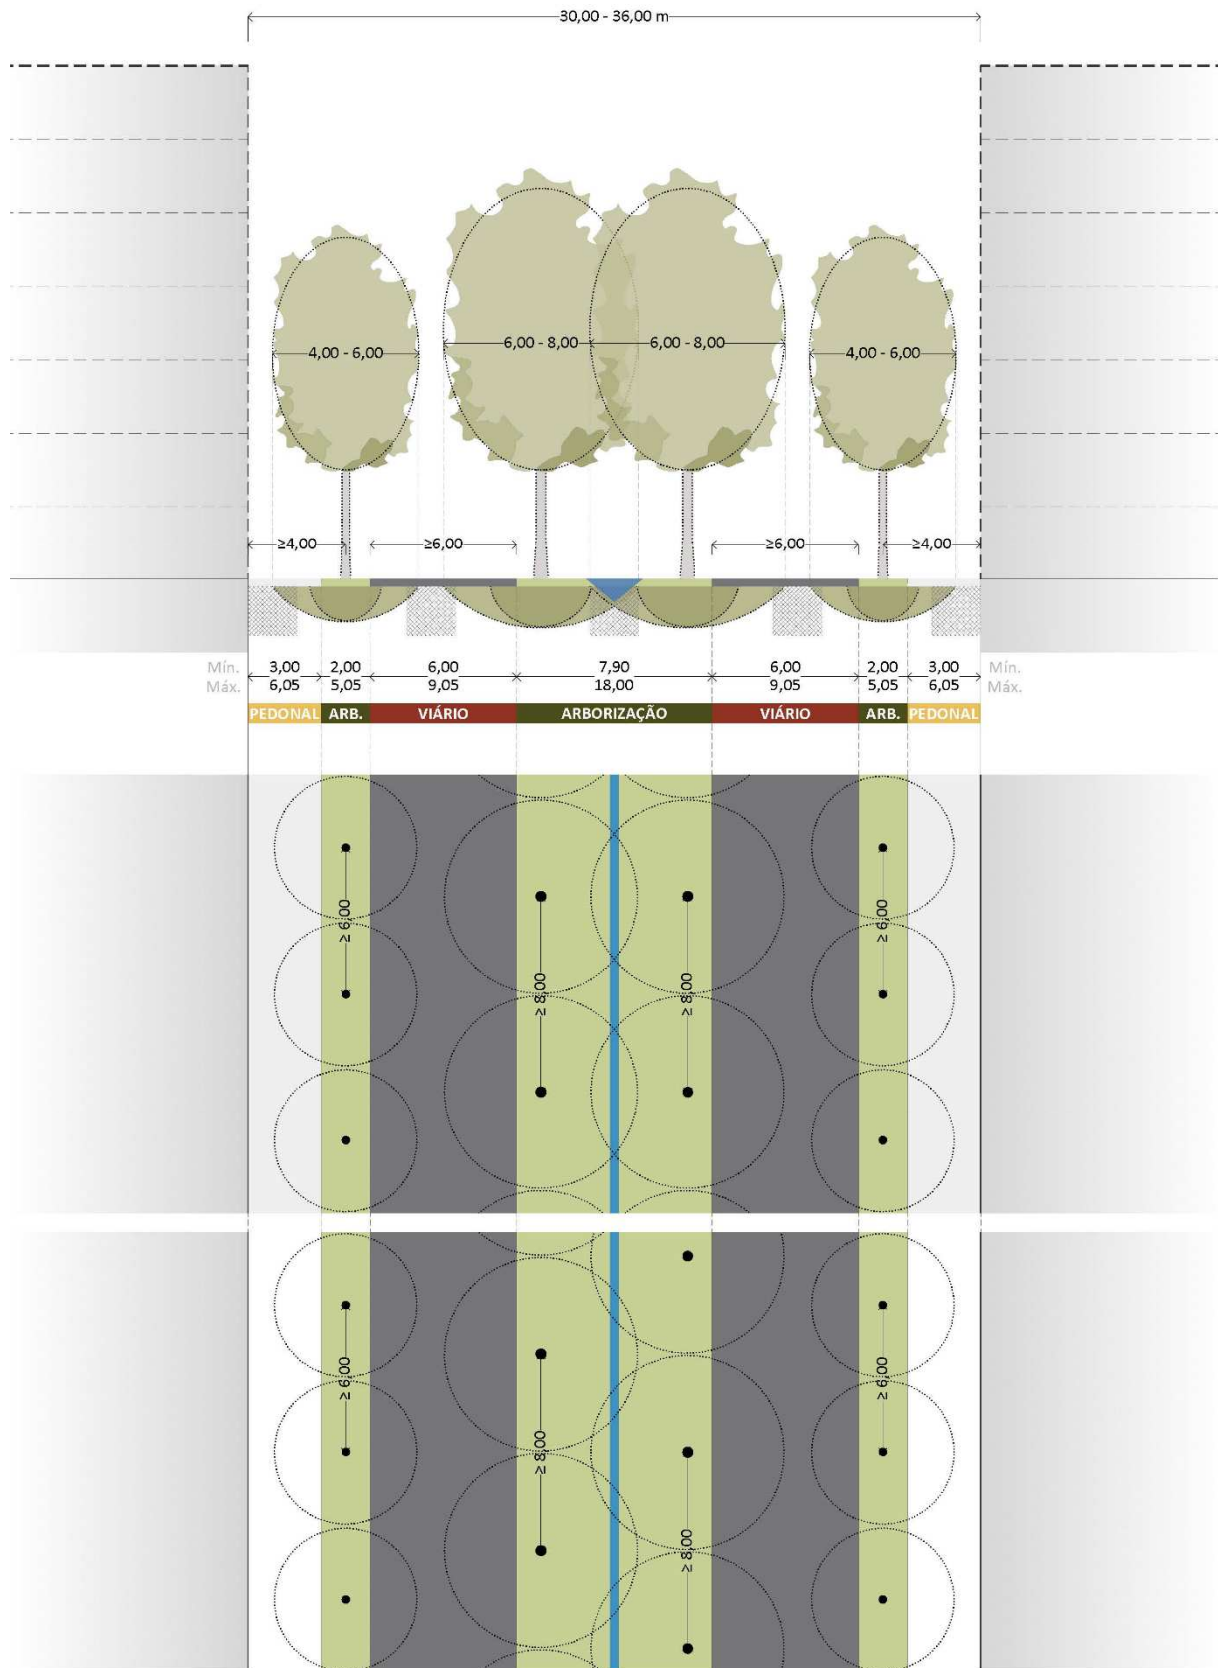 30,00 - 36,00 m
4,00 - 6,00 6,00 - 8,00 6,00 - 8,00 4,00 - 6,00
≥4,00 ≥6,00 ≥6,00 ≥4,00
Mín. 3,00 2,00 6,00 7,90 6,00 2,00 3,00 Mín.
Máx. 6,05 5,05 9,05 18,00 9,05 5,05 6,05 Máx.
PEDONAL ARB. VIÁRIO ARBORIZAÇÃO VIÁRIO ARB. PEDONAL
≥ 6,00 ≥ 8,00 ≥ 8,00 ≥ 6,00
≥ 6,00 ≥ 8,00 ≥ 8,00 ≥ 6,00